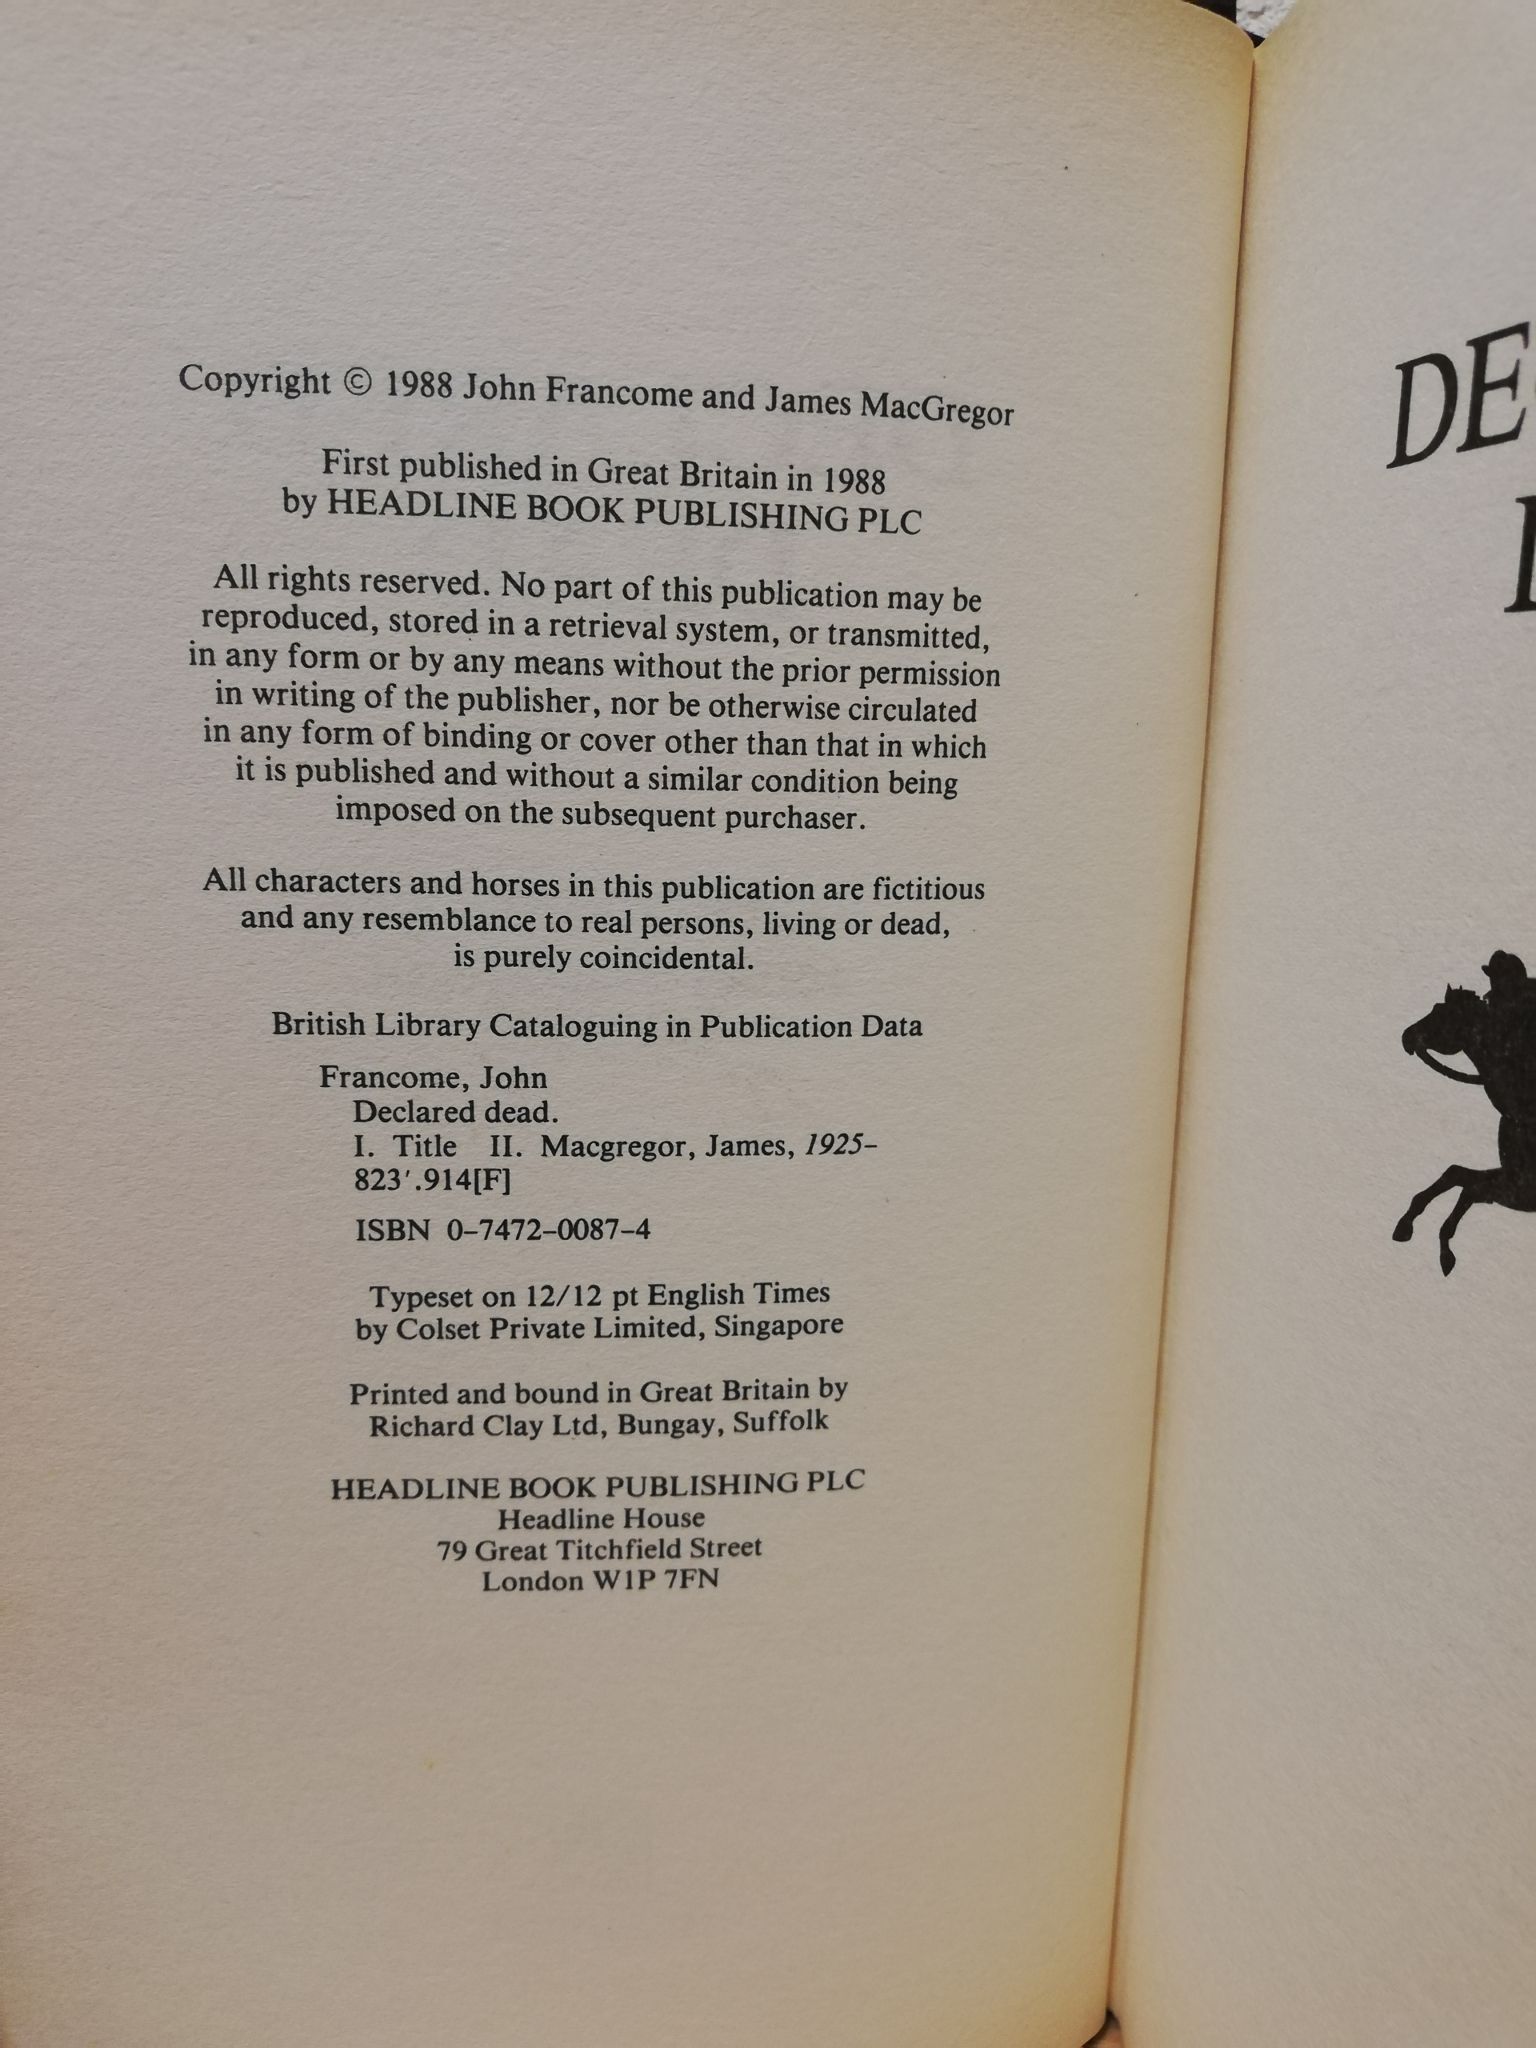 Copyright © 1988 John Francome and James MacGregor
First published in Great Britain in 1988
by HEADLINE BOOK PUBLISHING PLC
All rights reserved. No part of this publication may be
reproduced, stored in a retrieval system, or transmitted,
in any form or by any means without the prior permission
in writing of the publisher, nor be otherwise circulated
in any form of binding or cover other than that in which
it is published and without a similar condition being
imposed on the subsequent purchaser.
All characters and horses in this publication are fictitious
and any resemblance to real persons, living or dead,
is purely coincidental.
British Library Cataloguing in Publication Data
Francome, John
Declared dead.
I. Title II. Macgregor, James, 1925–
823′.914[F]
ISBN 0–7472–0087–4
Typeset on 12/12 pt English Times
by Colset Private Limited, Singapore
Printed and bound in Great Britain by
Richard Clay Ltd, Bungay, Suffolk
HEADLINE BOOK PUBLISHING PLC
Headline House
79 Great Titchfield Street
London W1P 7FN
DE